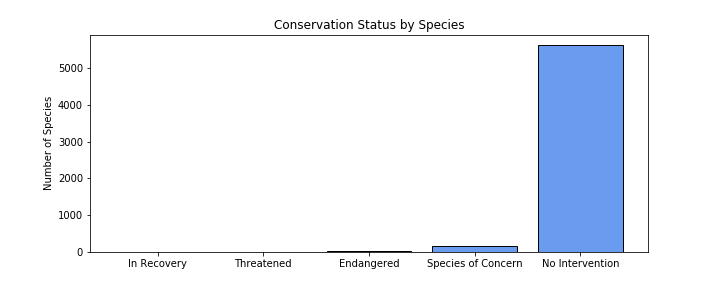 Conservation Status by Species
Number of Species
5000
4000
3000
2000
1000
0
In Recovery
Threatened
Endangered
Species of Concern
No Intervention